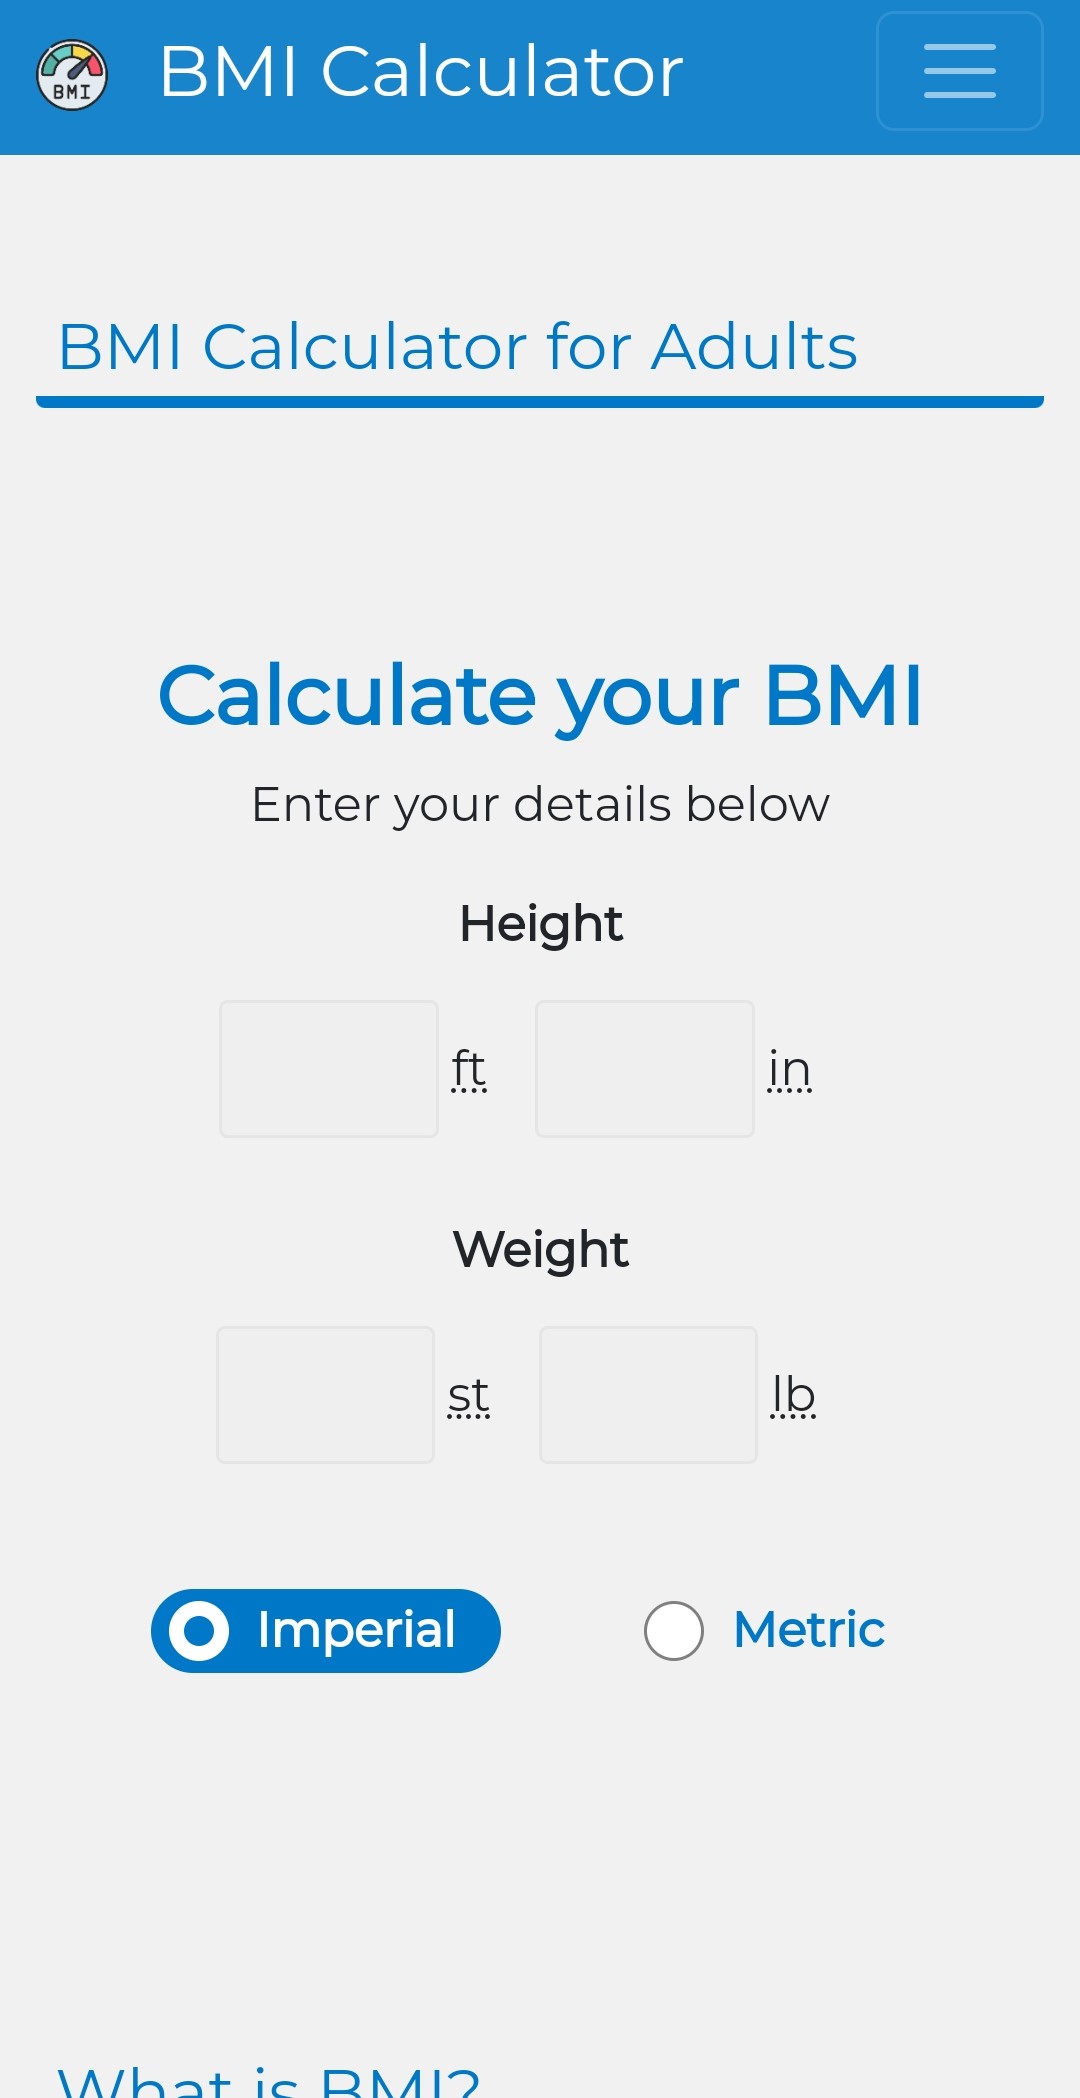 BMI
BMI Calculator
BMI Calculator for Adults
Calculate your BMI
Enter your details below
Height
ft in
Weight
st lb
Imperial Metric
What is BMI?